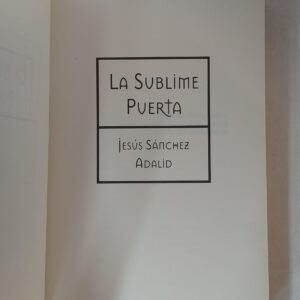 LA SUBLIME
PUERTA
JESÚS SÁNCHEZ
ADALID